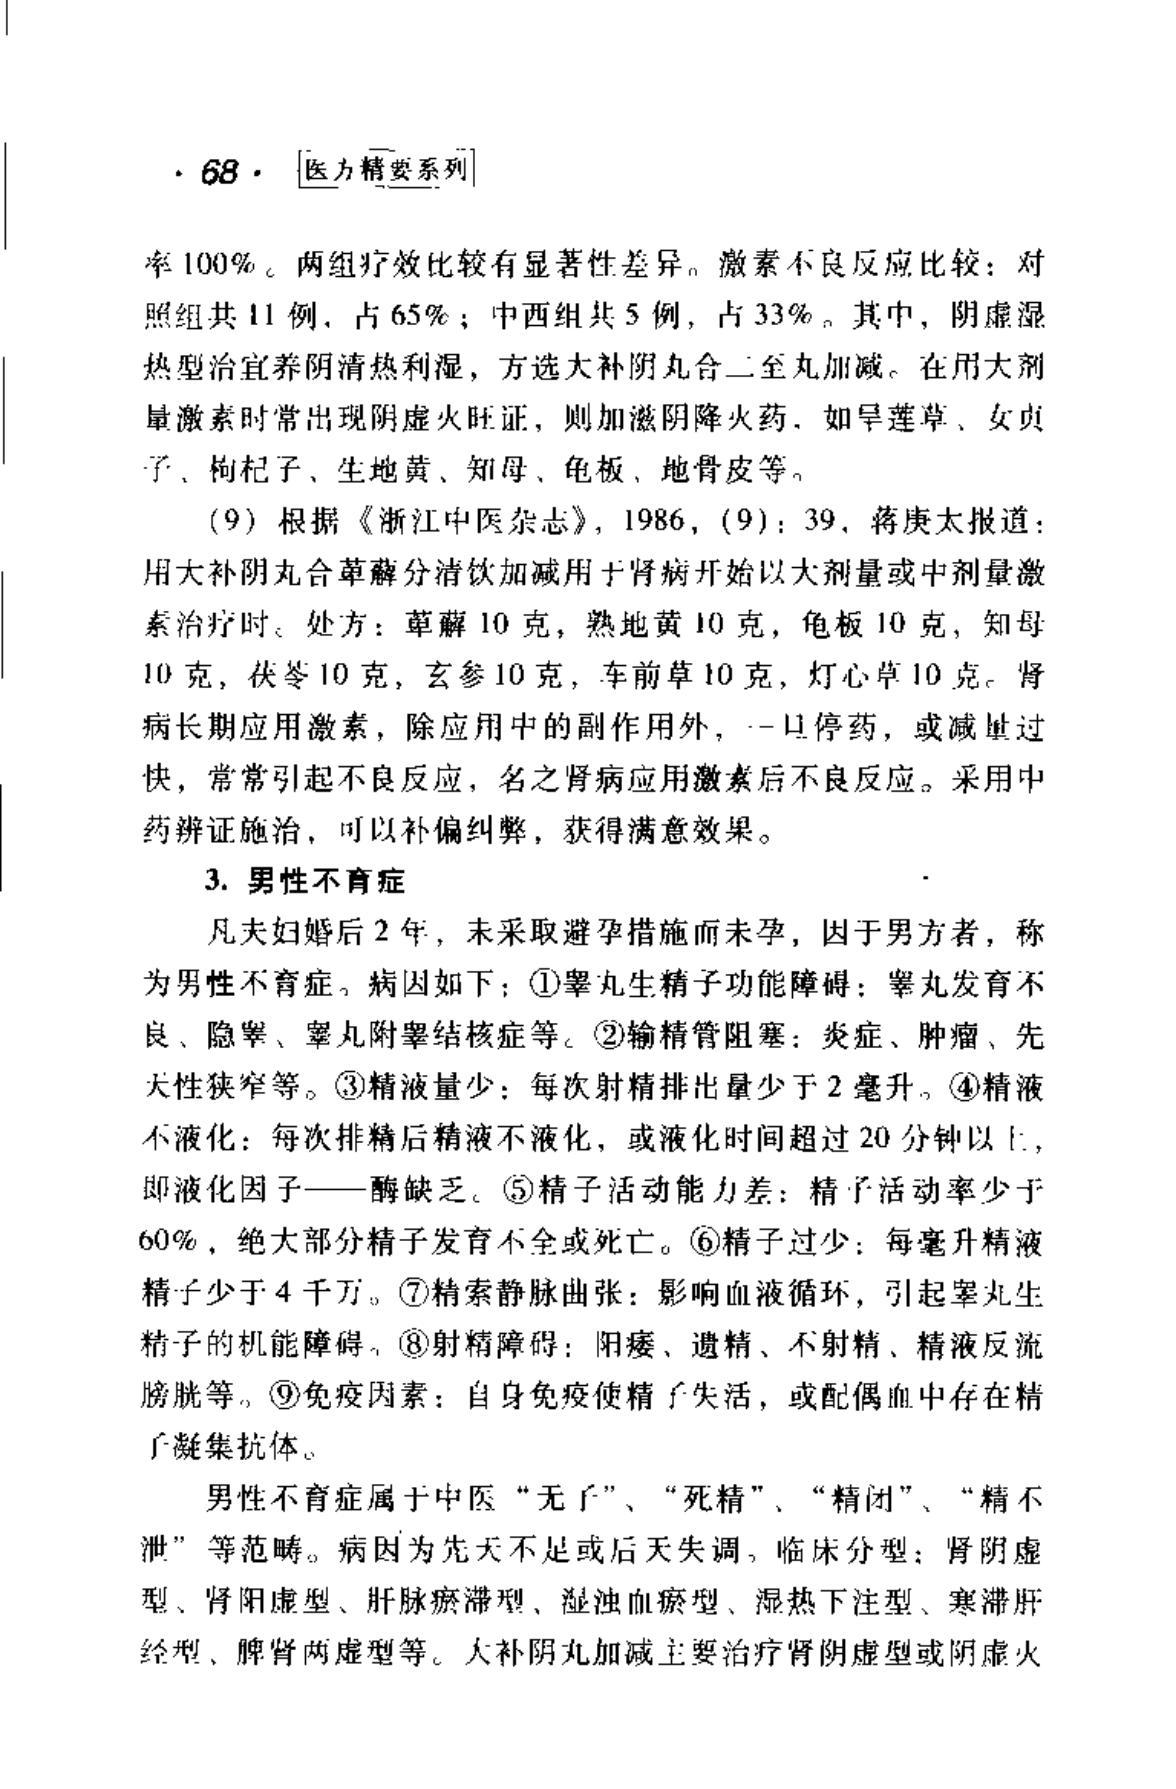 ·68· 医方精要系列
率100%。两组疗效比较有显著性差异。激素不良反应比较：对
照组共11例，占65%；中西组共5例，占33%。其中，阴虚湿
热型治宜养阴清热利湿，方选大补阴丸合二至丸加减。在用大剂
量激素时常出现阴虚火旺证，则加滋阴降火药，如旱莲草、女贞
子、枸杞子、生地黄、知母、龟板、地骨皮等。
(9) 根据《浙江中医杂志》，1986，(9)：39，蒋庚太报道：
用大补阴丸合萆薢分清饮加减用于肾病开始以大剂量或中剂量激
素治疗时。处方：萆薢10克，熟地黄10克，龟板10克，知母
10克，茯苓10克，玄参10克，车前草10克，灯心草10克。肾
病长期应用激素，除应用中的副作用外，一旦停药，或减量过
快，常常引起不良反应，名之肾病应用激素后不良反应。采用中
药辨证施治，可以补偏纠弊，获得满意效果。
3. 男性不育症
凡夫妇婚后2年，未采取避孕措施而未孕，因于男方者，称
为男性不育症。病因如下：①睾丸生精子功能障碍：睾丸发育不
良、隐睾、睾丸附睾结核症等。②输精管阻塞：炎症、肿瘤、先
天性狭窄等。③精液量少：每次射精排出量少于2毫升。④精液
不液化：每次排精后精液不液化，或液化时间超过20分钟以上，
即液化因子——酶缺乏。⑤精子活动能力差：精子活动率少于
60%，绝大部分精子发育不全或死亡。⑥精子过少：每毫升精液
精子少于4千万。⑦精索静脉曲张：影响血液循环，引起睾丸生
精子的机能障碍。⑧射精障碍：阳痿、遗精、不射精、精液反流
膀胱等。⑨免疫因素：自身免疫使精子失活，或配偶血中存在精
子凝集抗体。
男性不育症属于中医“无子”、“死精”、“精闭”、“精不
泄”等范畴。病因为先天不足或后天失调。临床分型：肾阴虚
型、肾阳虚型、肝脉瘀滞型、湿浊血瘀型、湿热下注型、寒滞肝
经型、脾肾两虚型等。大补阴丸加减主要治疗肾阴虚型或阴虚火